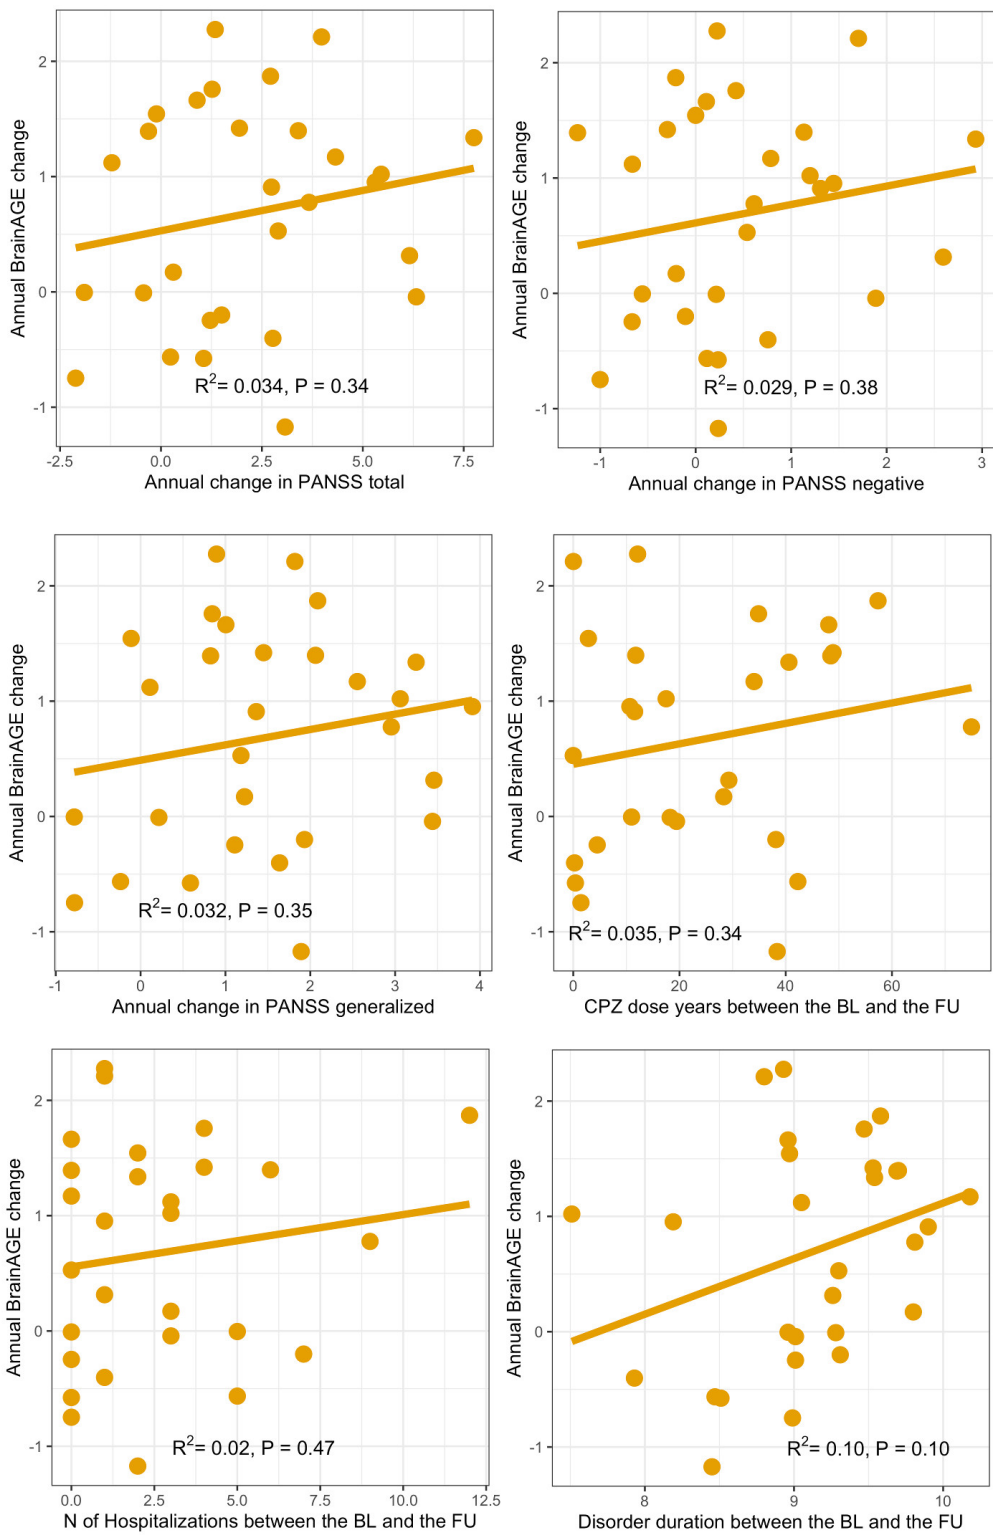 Annual BrainAGE change
2
1
0
-1
R²= 0.034, P = 0.34
-2.5 0.0 2.5 5.0 7.5
Annual change in PANSS total
Annual BrainAGE change
2
1
0
-1
R²= 0.029, P = 0.38
-1 0 1 2 3
Annual change in PANSS negative
Annual BrainAGE change
2
1
0
-1
R²= 0.032, P = 0.35
-1 0 1 2 3 4
Annual change in PANSS generalized
Annual BrainAGE change
2
1
0
-1
R²= 0.035, P = 0.34
0 20 40 60
CPZ dose years between the BL and the FU
Annual BrainAGE change
2
1
0
-1
R²= 0.02, P = 0.47
0.0 2.5 5.0 7.5 10.0 12.5
N of Hospitalizations between the BL and the FU
Annual BrainAGE change
2
1
0
-1
R²= 0.10, P = 0.10
8 9 10
Disorder duration between the BL and the FU